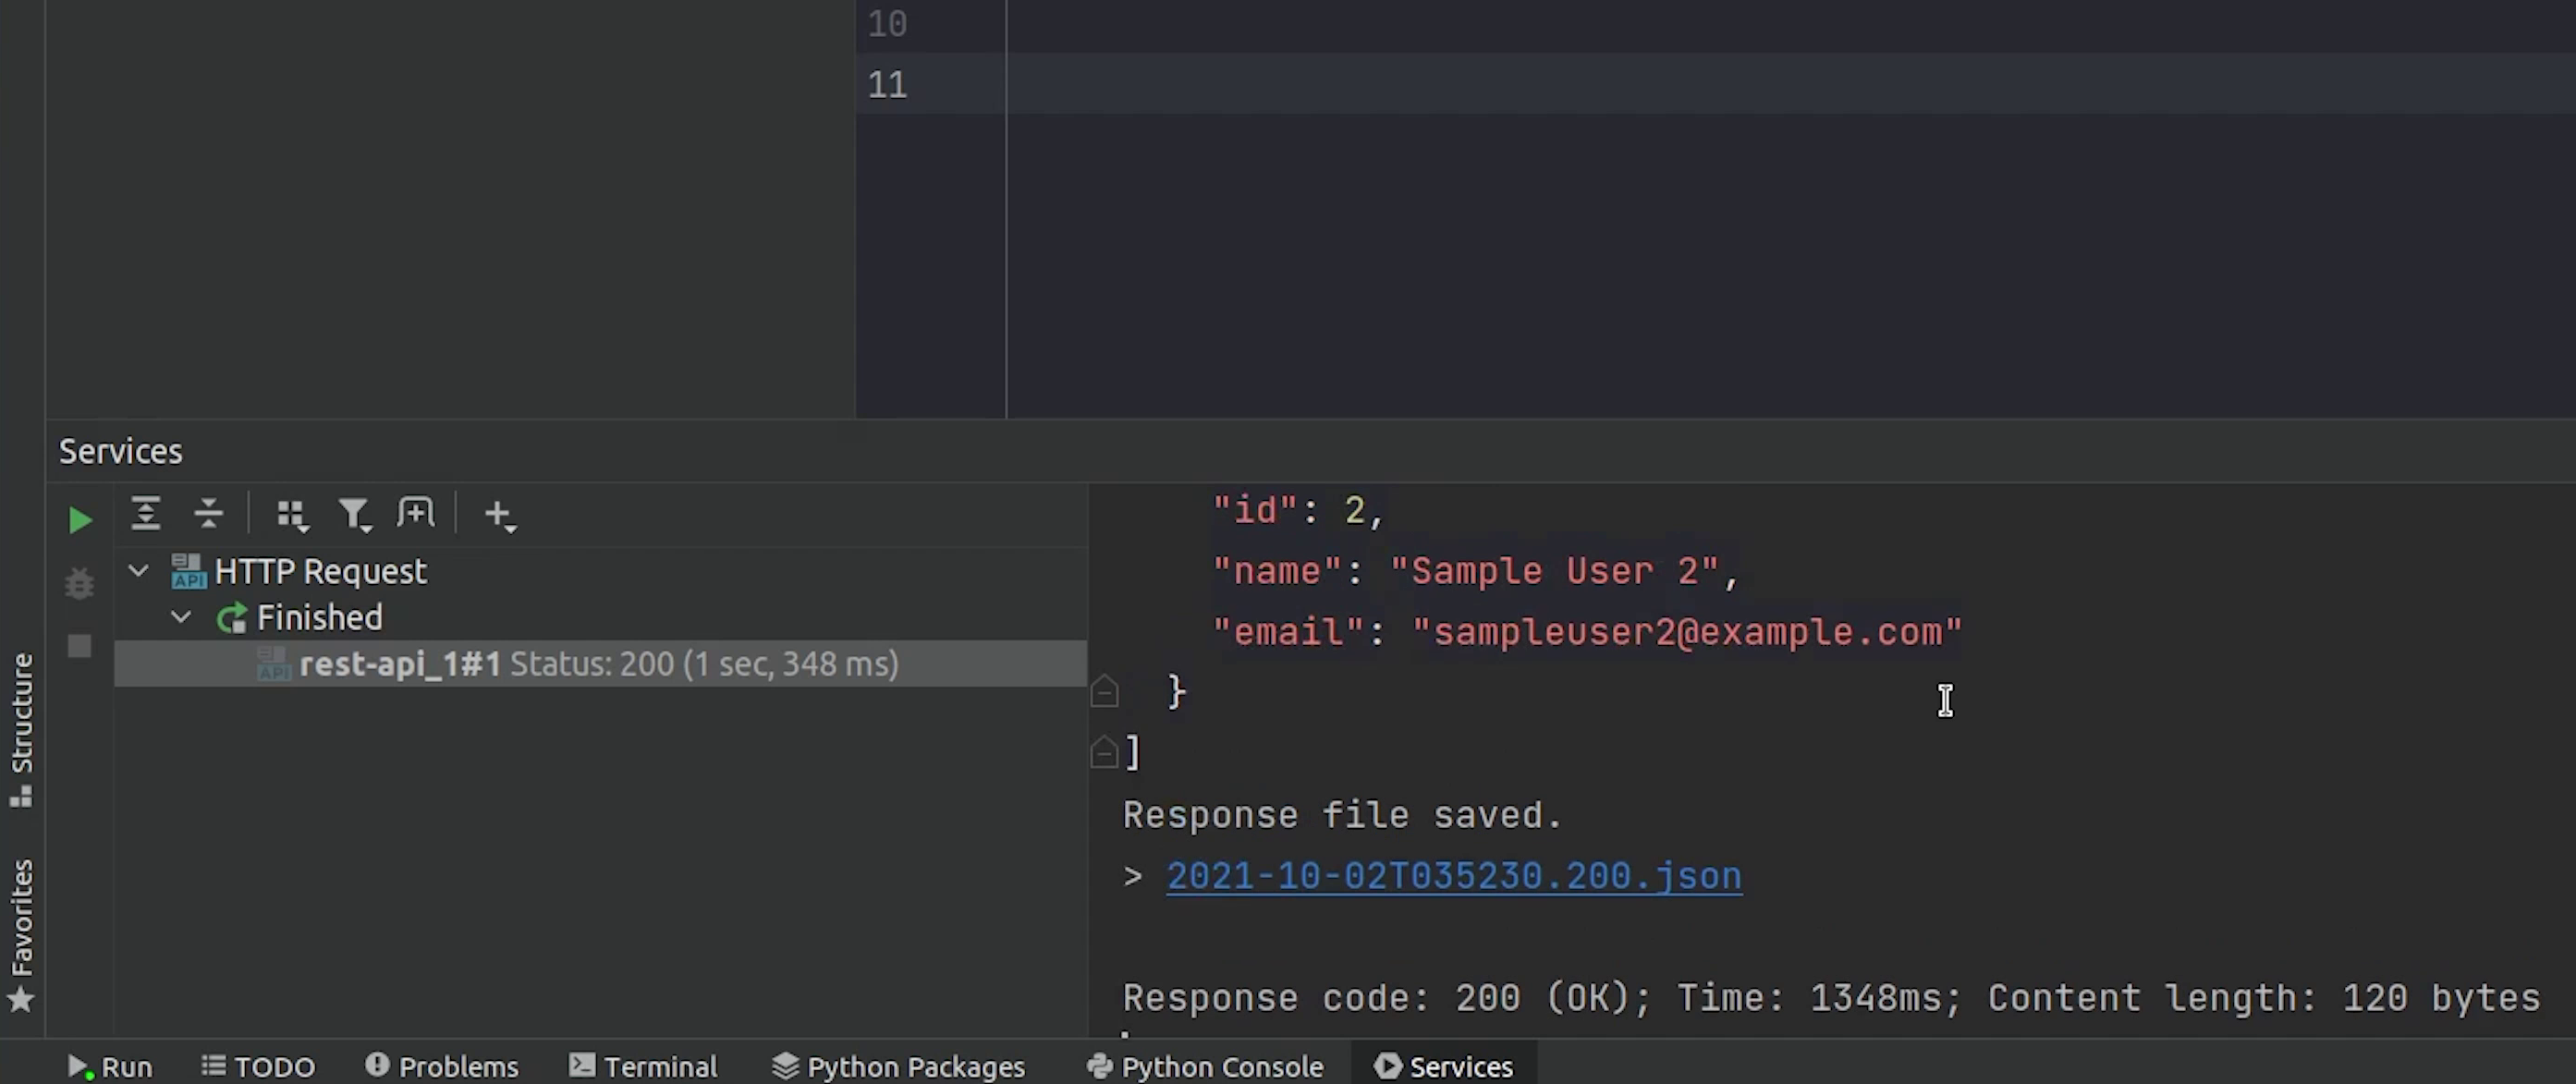 10
11
Services
"id": 2,
HTTP Request
"name": "Sample User 2",
Finished
"email": "sampleuser2@example.com"
rest-api_1#1 Status: 200 (1 sec, 348 ms)
}
]
Response file saved.
> 2021-10-02T035230.200.json
Response code: 200 (OK); Time: 1348ms; Content length: 120 bytes
Structure
Favorites
Run TODO Problems Terminal Python Packages Python Console Services